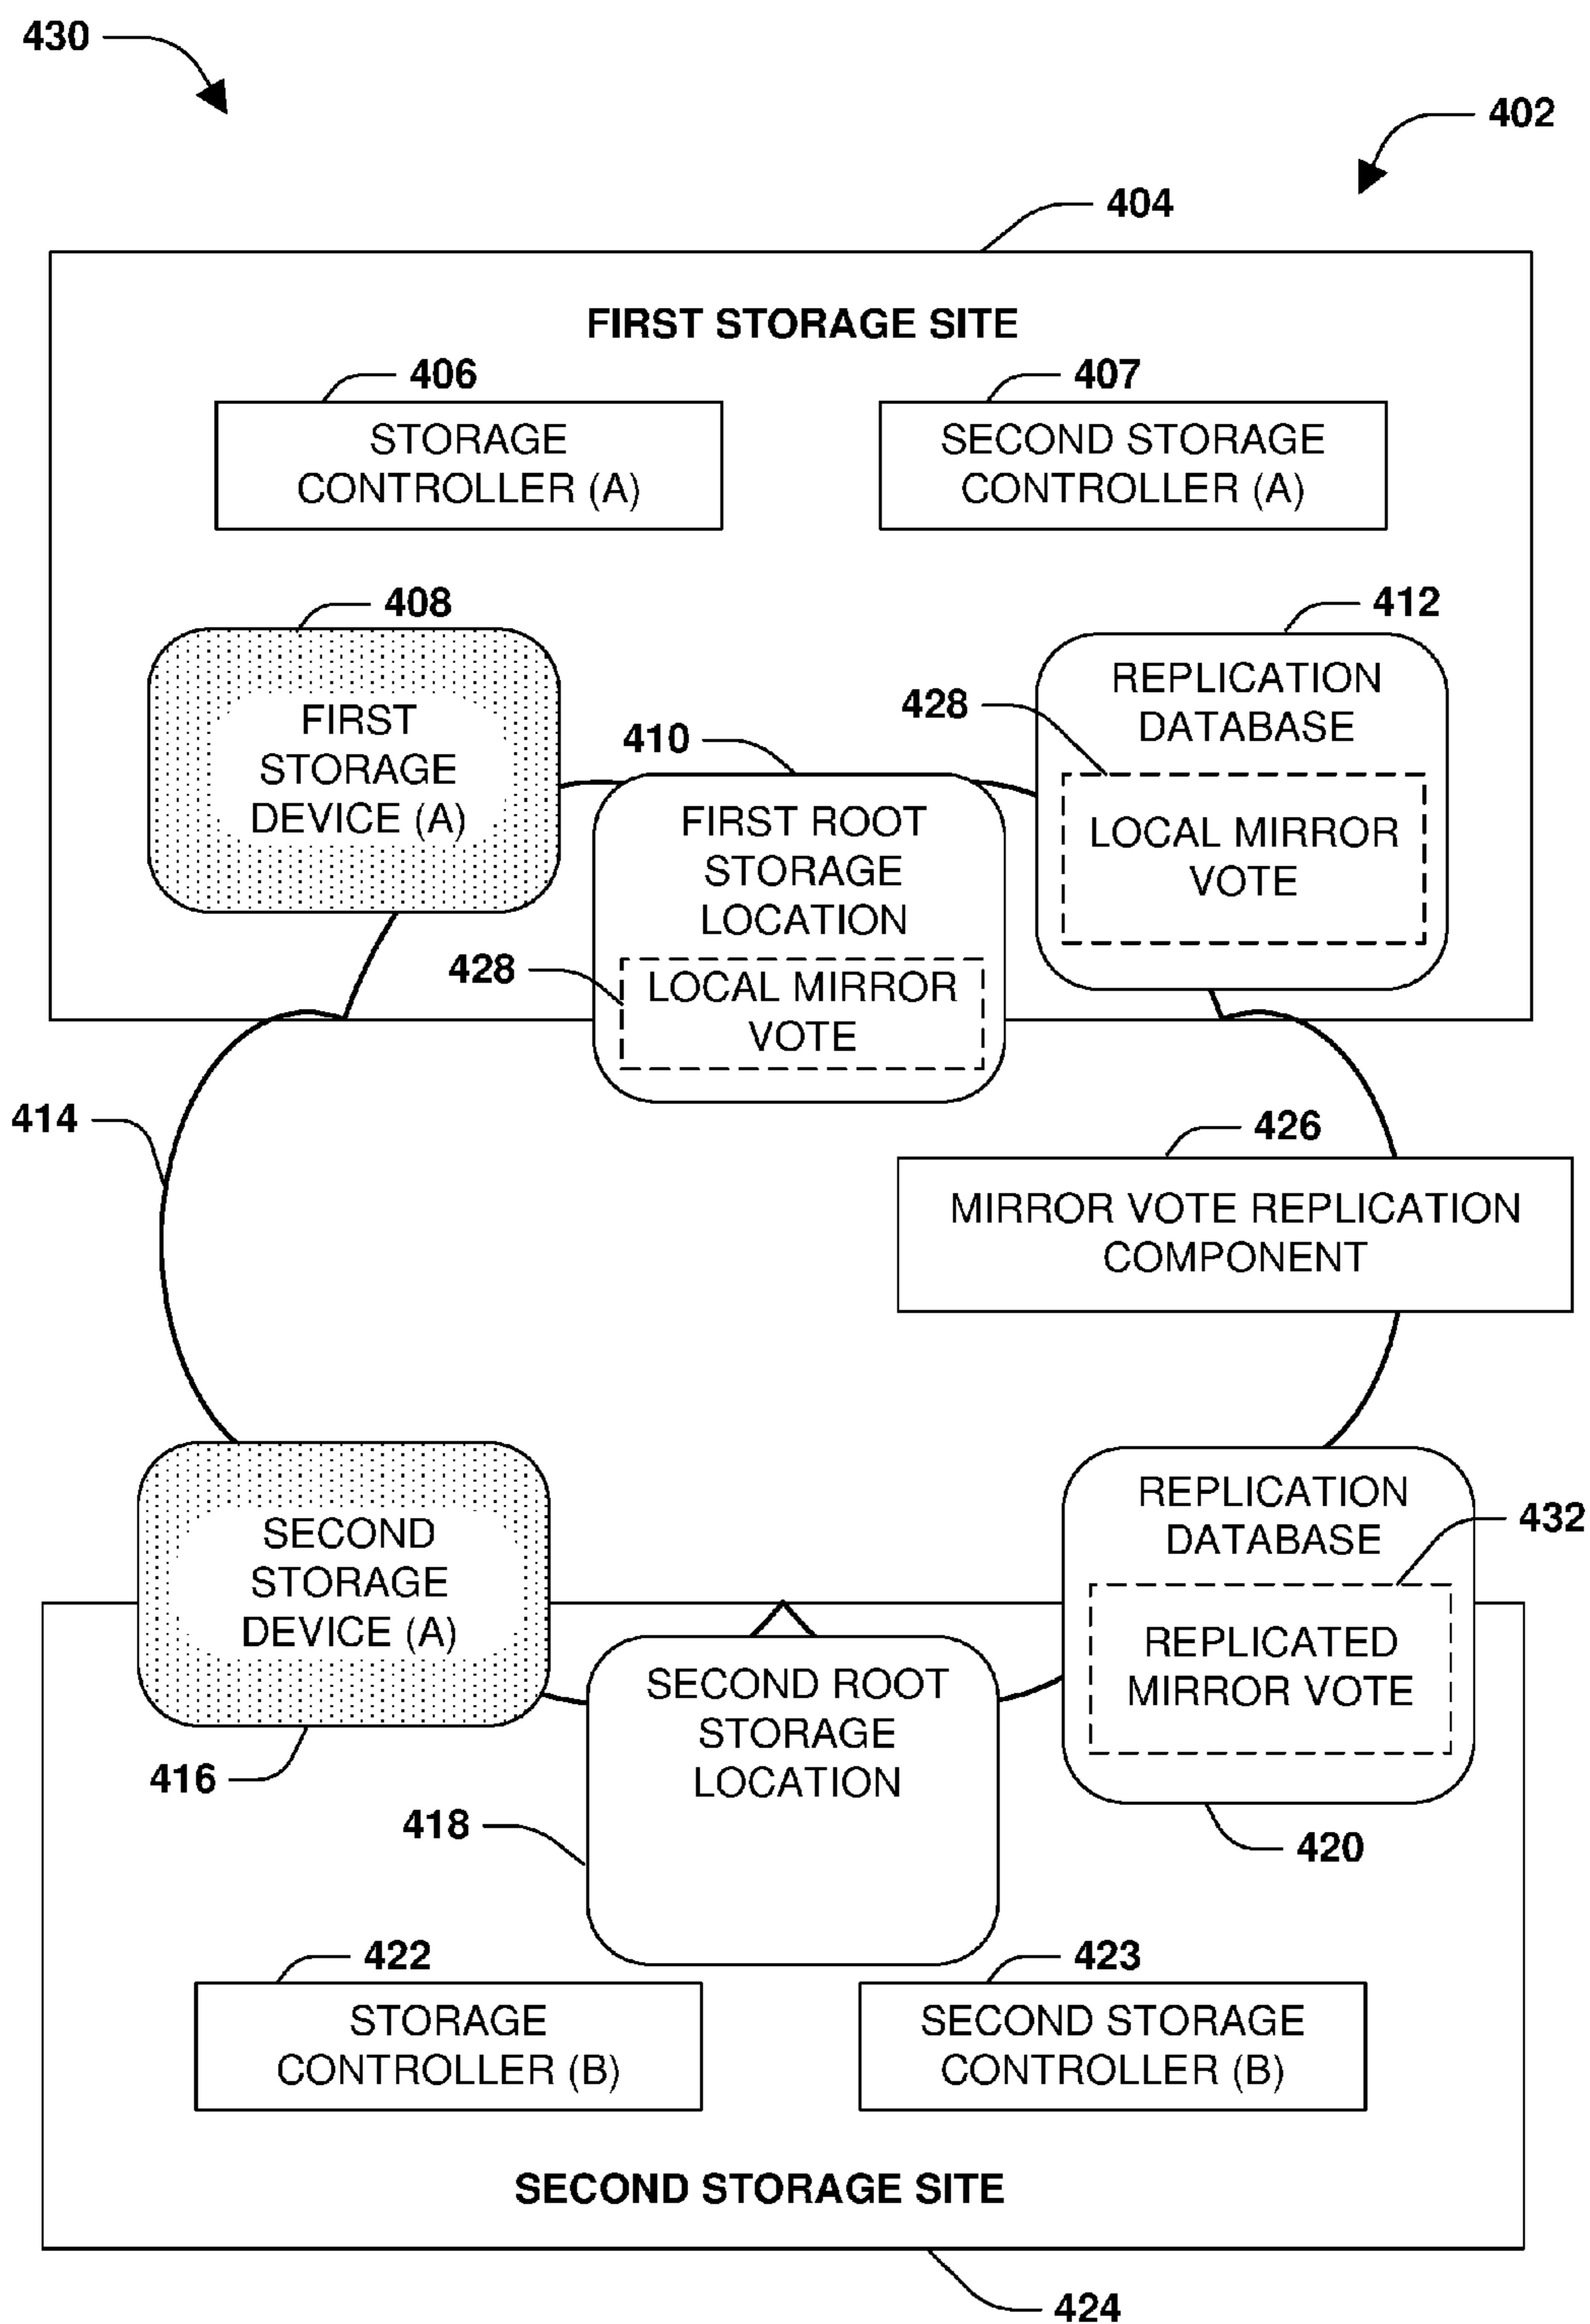 430
402
404
FIRST STORAGE SITE
406
407
STORAGE
CONTROLLER (A)
SECOND STORAGE
CONTROLLER (A)
408
412
FIRST
STORAGE
DEVICE (A)
REPLICATION
DATABASE
428
LOCAL MIRROR
VOTE
410
FIRST ROOT
STORAGE
LOCATION
428
LOCAL MIRROR
VOTE
414
426
MIRROR VOTE REPLICATION
COMPONENT
SECOND
STORAGE
DEVICE (A)
416
REPLICATION
DATABASE
432
REPLICATED
MIRROR VOTE
420
SECOND ROOT
STORAGE
LOCATION
418
422
423
STORAGE
CONTROLLER (B)
SECOND STORAGE
CONTROLLER (B)
SECOND STORAGE SITE
424